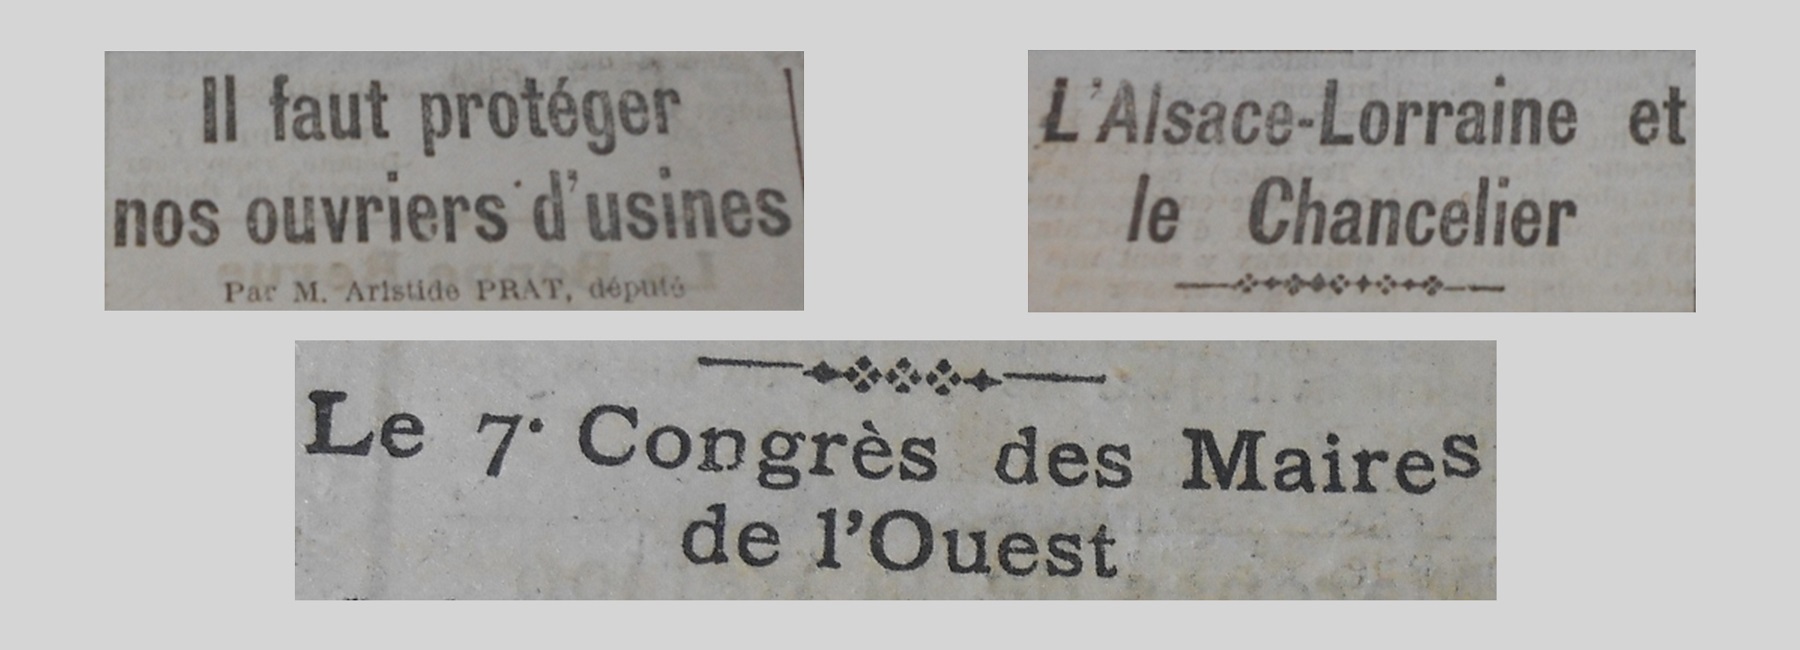 Il faut protéger
nos ouvriers d'usines
Par M. Aristide PRAT, député
L'Alsace-Lorraine et
le Chancelier
Le 7e Congrès des Maires
de l'Ouest